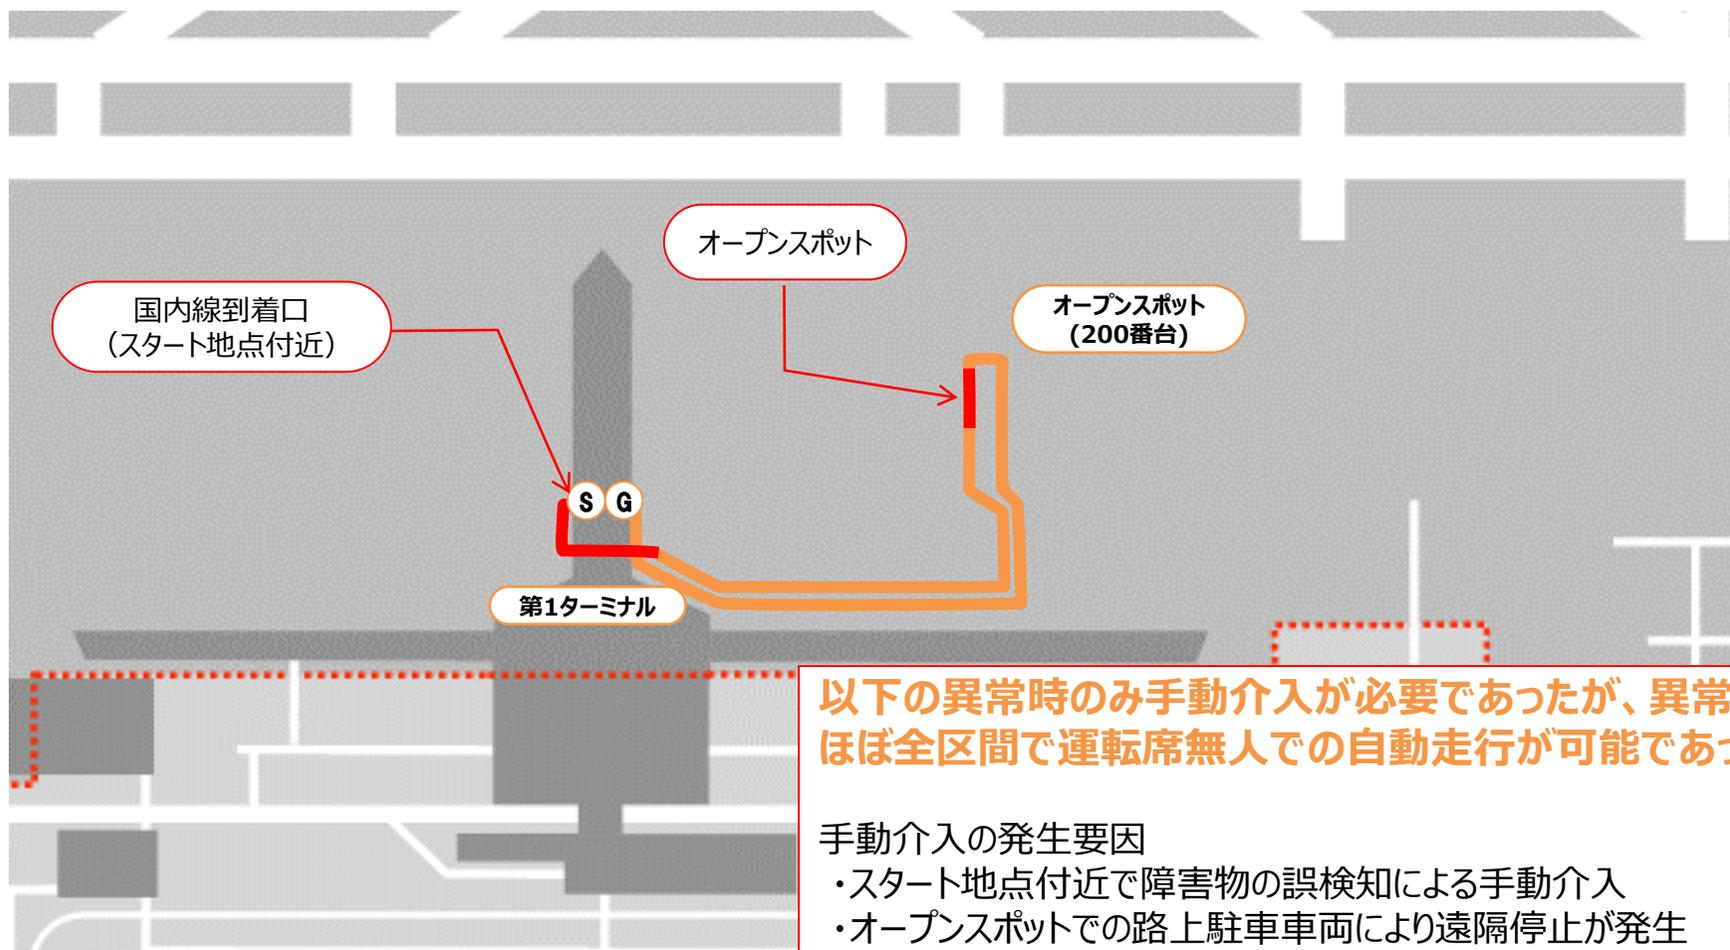 オープンスポット
国内線到着口
（スタート地点付近）
オープンスポット
(200番台)
S G
第1ターミナル
以下の異常時のみ手動介入が必要であったが、異常
ほぼ全区間で運転席無人での自動走行が可能であっ
手動介入の発生要因
・スタート地点付近で障害物の誤検知による手動介入
・オープンスポットでの路上駐車車両により遠隔停止が発生